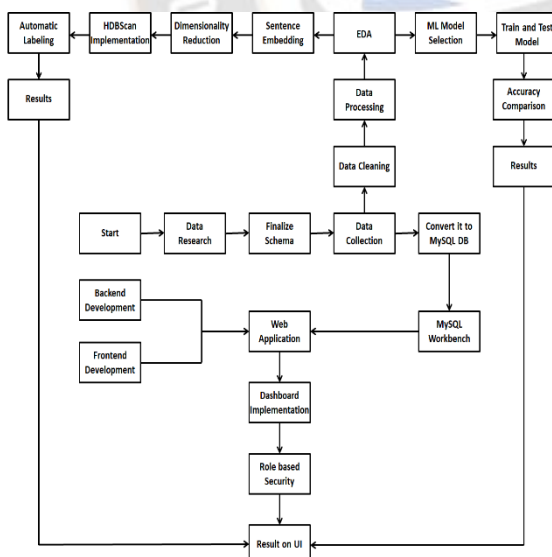 Automatic
Labeling
HDBScan
Implementation
Dimensionality
Reduction
Sentence
Embedding
EDA
ML Model
Selection
Train and Test
Model
Results
Data
Processing
Accuracy
Comparison
Data Cleaning
Results
Start
Data
Research
Finalize
Schema
Data
Collection
Convert it to
MySQL DB
Backend
Development
Frontend
Development
Web
Application
MySQL
Workbench
Dashboard
Implementation
Role based
Security
Result on UI